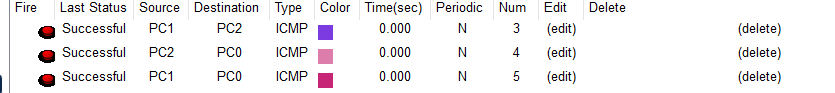 Fire Last Status Source Destination Type Color Time(sec) Periodic Num Edit Delete
Successful PC1 PC2 ICMP 0.000 N 3 (edit) (delete)
Successful PC2 PC0 ICMP 0.000 N 4 (edit) (delete)
Successful PC1 PC0 ICMP 0.000 N 5 (edit) (delete)